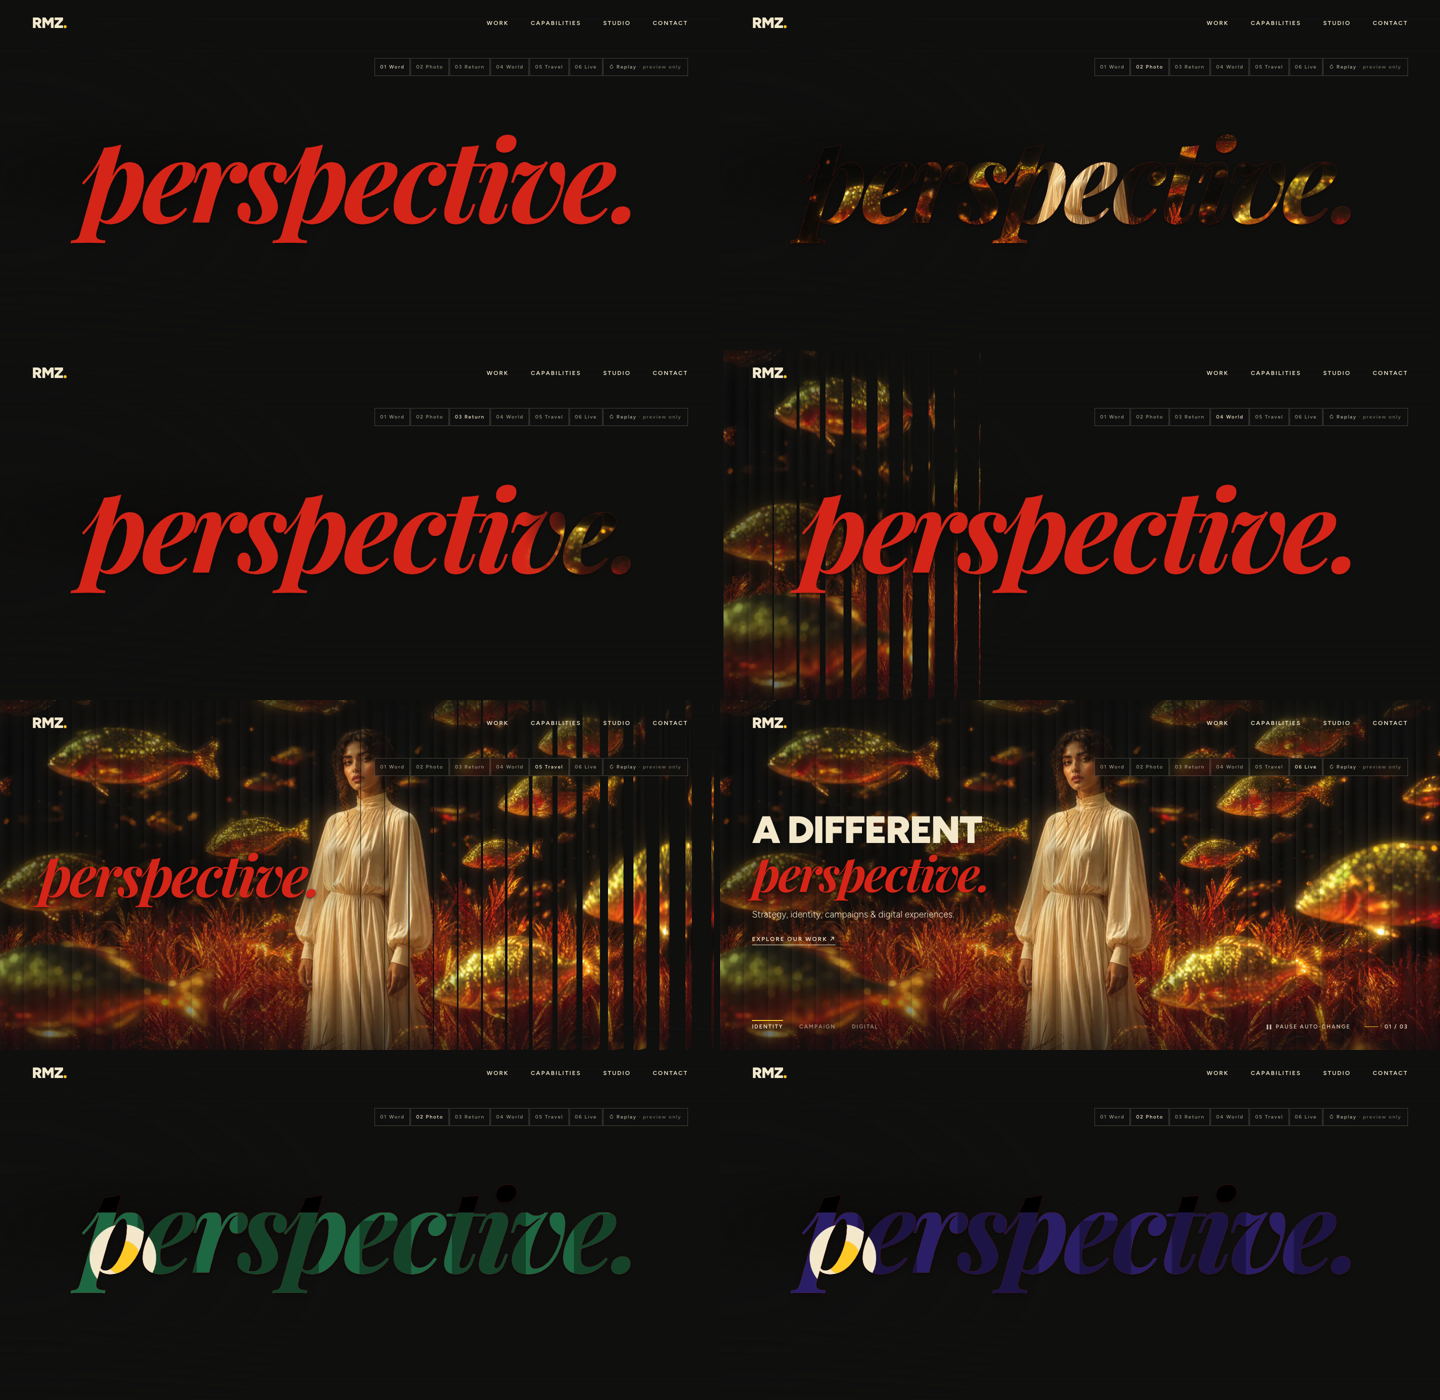 RMZ.
WORK CAPABILITIES STUDIO CONTACT
01 Word 02 Photo 03 Return 04 World 05 Travel 06 Live ↻ Replay · preview only
perspective.
RMZ.
WORK CAPABILITIES STUDIO CONTACT
01 Word 02 Photo 03 Return 04 World 05 Travel 06 Live ↻ Replay · preview only
perspective.
RMZ.
WORK CAPABILITIES STUDIO CONTACT
01 Word 02 Photo 03 Return 04 World 05 Travel 06 Live ↻ Replay · preview only
perspective.
RMZ.
WORK CAPABILITIES STUDIO CONTACT
01 Word 02 Photo 03 Return 04 World 05 Travel 06 Live ↻ Replay · preview only
perspective.
RMZ.
WORK CAPABILITIES STUDIO CONTACT
01 Word 02 Photo 03 Return 04 World 05 Travel 06 Live ↻ Replay · preview only
perspective.
RMZ.
WORK CAPABILITIES STUDIO CONTACT
01 Word 02 Photo 03 Return 04 World 05 Travel 06 Live ↻ Replay · preview only
A DIFFERENT
perspective.
Strategy, identity, campaigns & digital experiences.
EXPLORE OUR WORK ↗
IDENTITY CAMPAIGN DIGITAL
PAUSE AUTO-CHANGE 01 / 03
RMZ.
WORK CAPABILITIES STUDIO CONTACT
01 Word 02 Photo 03 Return 04 World 05 Travel 06 Live ↻ Replay · preview only
perspective.
RMZ.
WORK CAPABILITIES STUDIO CONTACT
01 Word 02 Photo 03 Return 04 World 05 Travel 06 Live ↻ Replay · preview only
perspective.